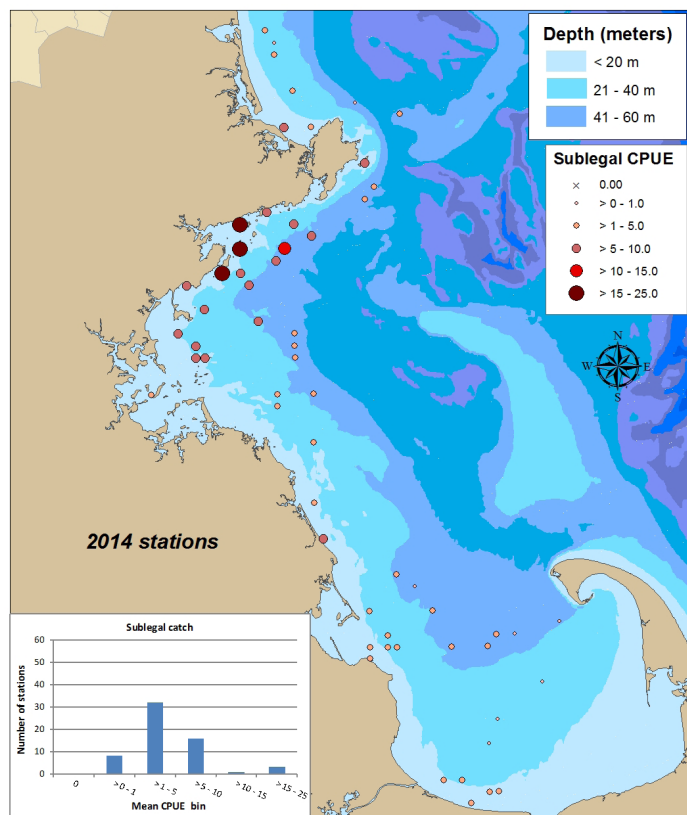 Depth (meters)
< 20 m
21 - 40 m
41 - 60 m
Sublegal CPUE
0.00
> 0 - 1.0
> 1 - 5.0
> 5 - 10.0
> 10 - 15.0
> 15 - 25.0
N
W E
S
2014 stations
Sublegal catch
60
50
40
30
20
10
0
Number of stations
0 >0 - 1 >1 - 5 >5 - 10 >10 - 15 >15 - 25
Mean CPUE bin